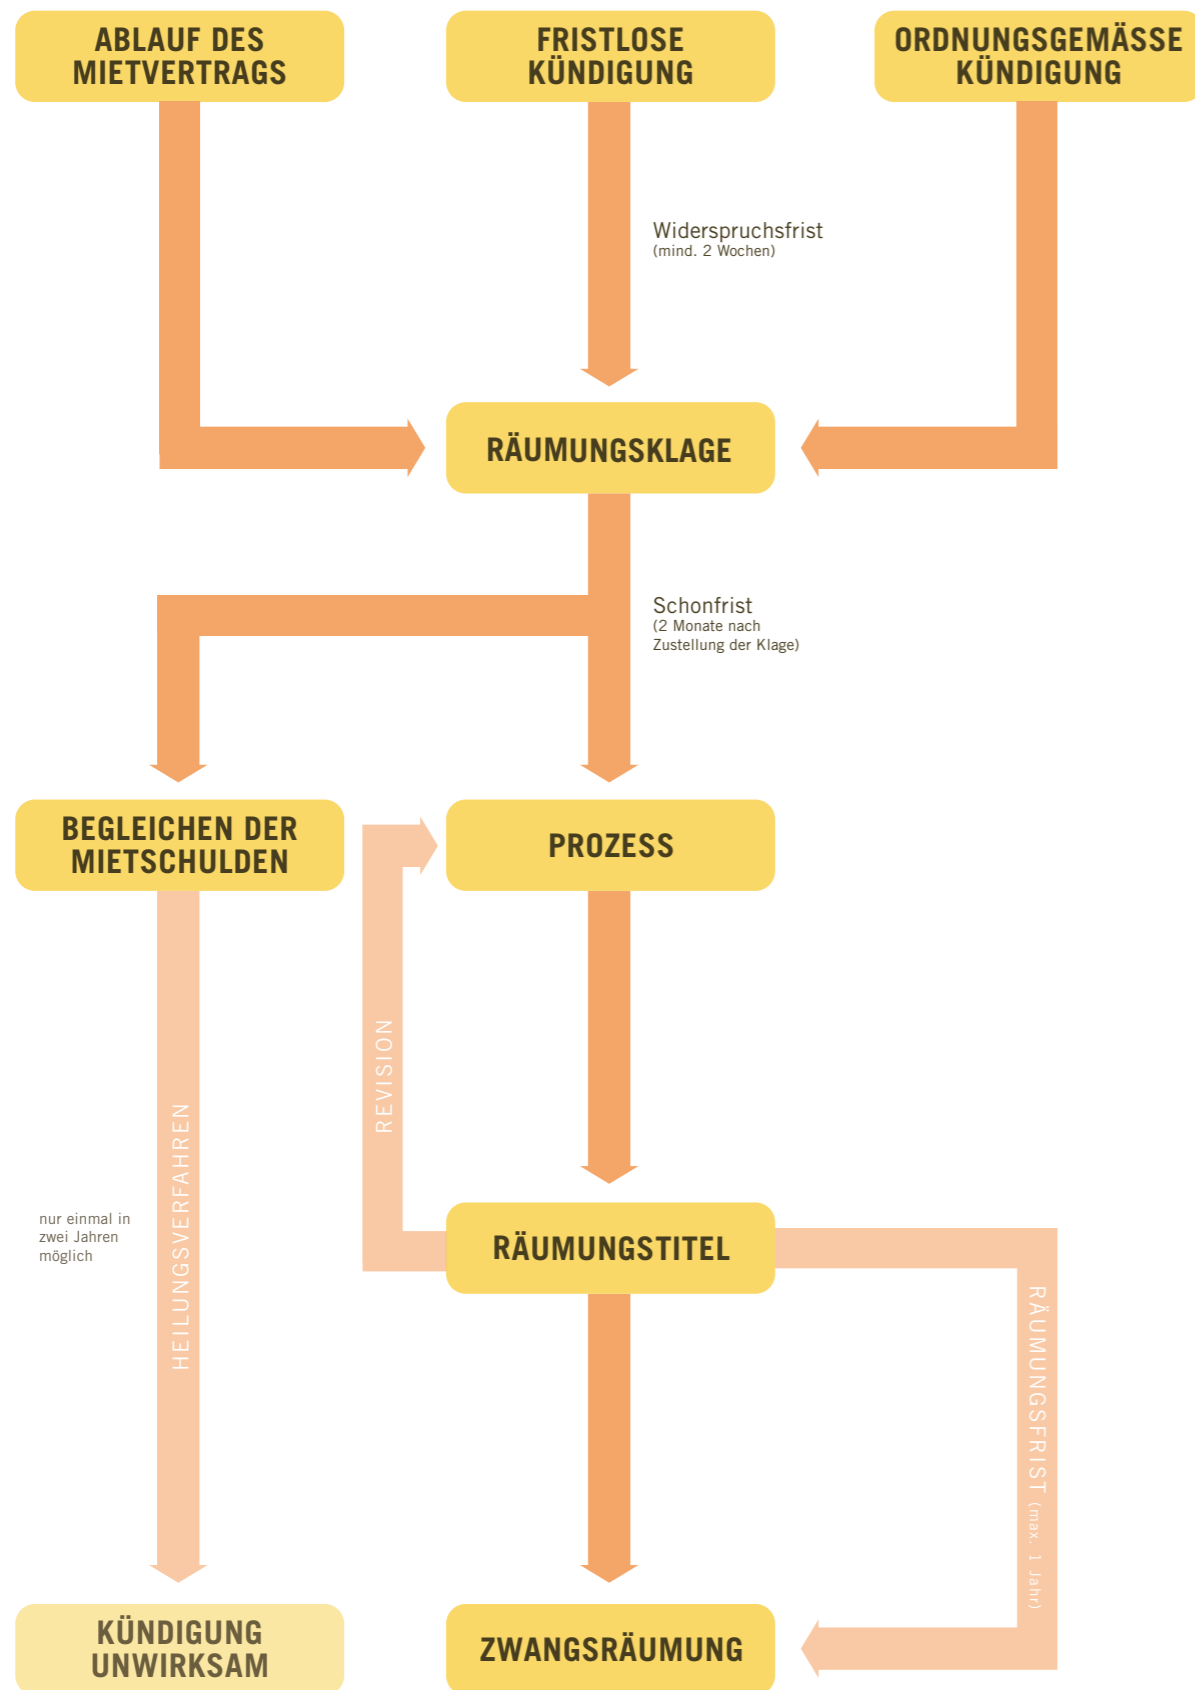 ABLAUF DES
MIETVERTRAGS
FRISTLOSE
KÜNDIGUNG
ORDNUNGSGEMÄSSE
KÜNDIGUNG
Widerspruchsfrist
(mind. 2 Wochen)
RÄUMUNGSKLAGE
Schonfrist
(2 Monate nach
Zustellung der Klage)
BEGLEICHEN DER
MIETSCHULDEN
PROZESS
REVISION
HEILUNGSVERFAHREN
nur einmal in
zwei Jahren
möglich
RÄUMUNGSTITEL
RÄUMUNGSFRIST (max. 1 Jahr)
KÜNDIGUNG
UNWIRKSAM
ZWANGSRÄUMUNG